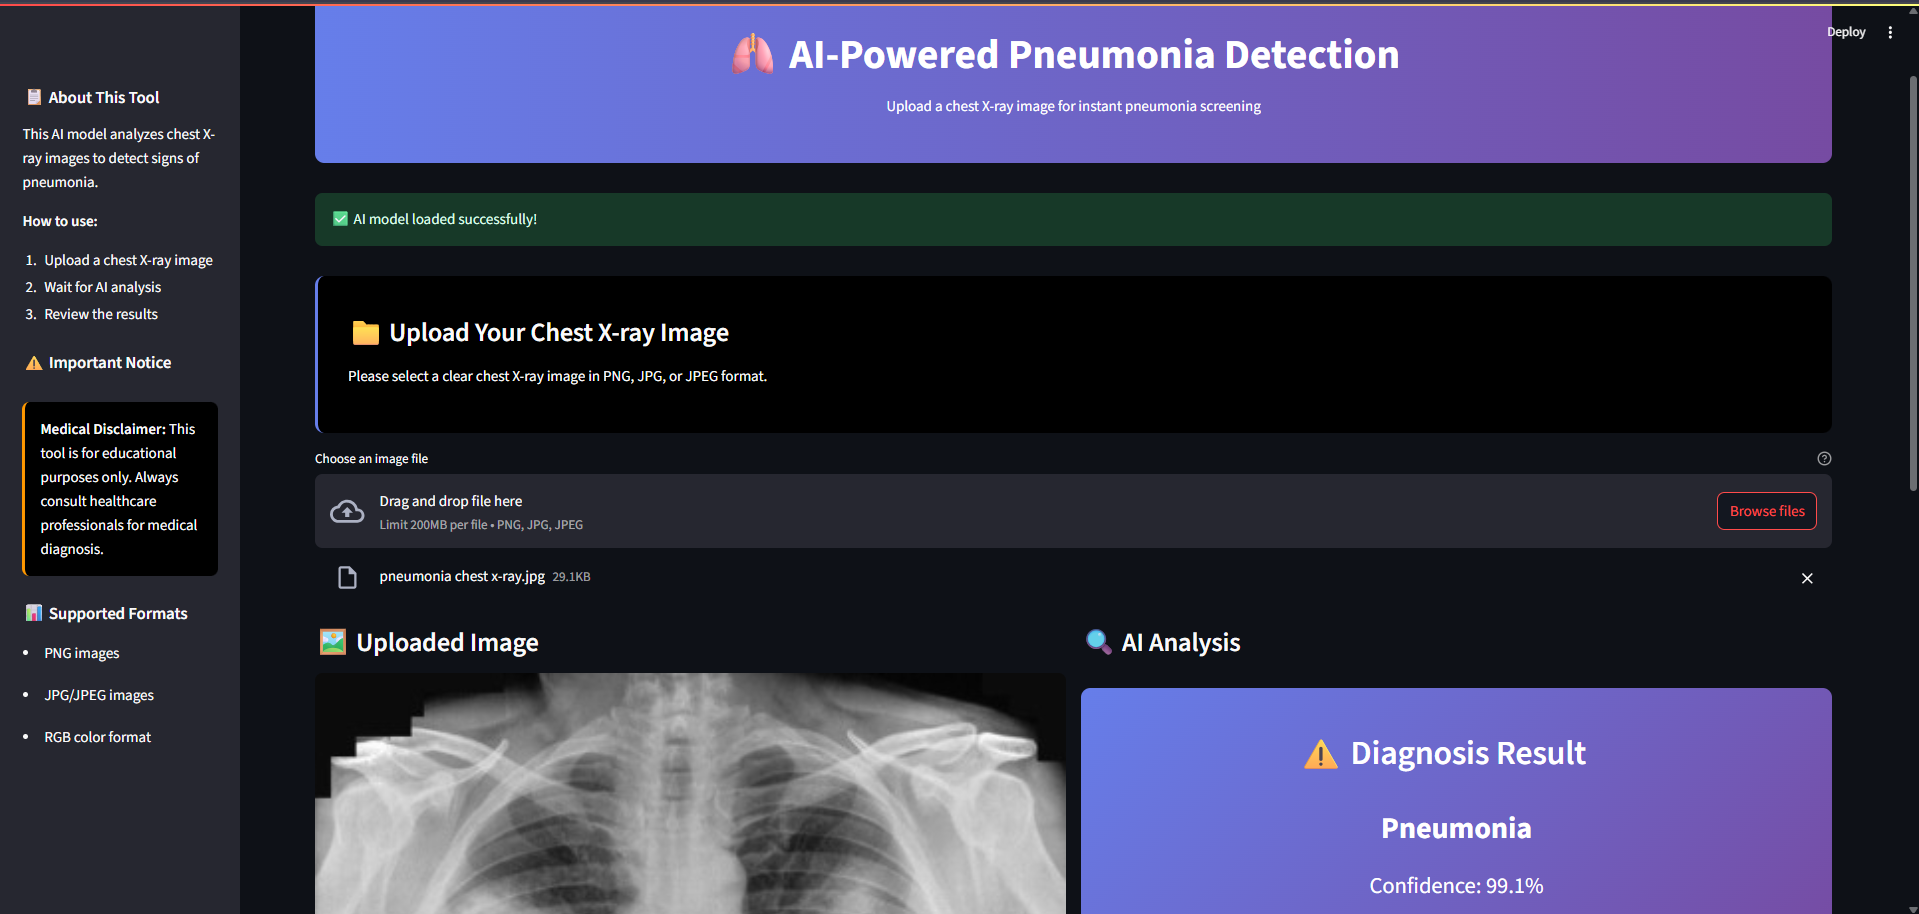 Deploy
About This Tool
This AI model analyzes chest X-
ray images to detect signs of
pneumonia.
How to use:
1. Upload a chest X-ray image
2. Wait for AI analysis
3. Review the results
Important Notice
Medical Disclaimer: This
tool is for educational
purposes only. Always
consult healthcare
professionals for medical
diagnosis.
Supported Formats
• PNG images
• JPG/JPEG images
• RGB color format
AI-Powered Pneumonia Detection
Upload a chest X-ray image for instant pneumonia screening
AI model loaded successfully!
Upload Your Chest X-ray Image
Please select a clear chest X-ray image in PNG, JPG, or JPEG format.
Choose an image file
Drag and drop file here
Limit 200MB per file • PNG, JPG, JPEG
Browse files
pneumonia chest x-ray.jpg 29.1KB
Uploaded Image
AI Analysis
Diagnosis Result
Pneumonia
Confidence: 99.1%